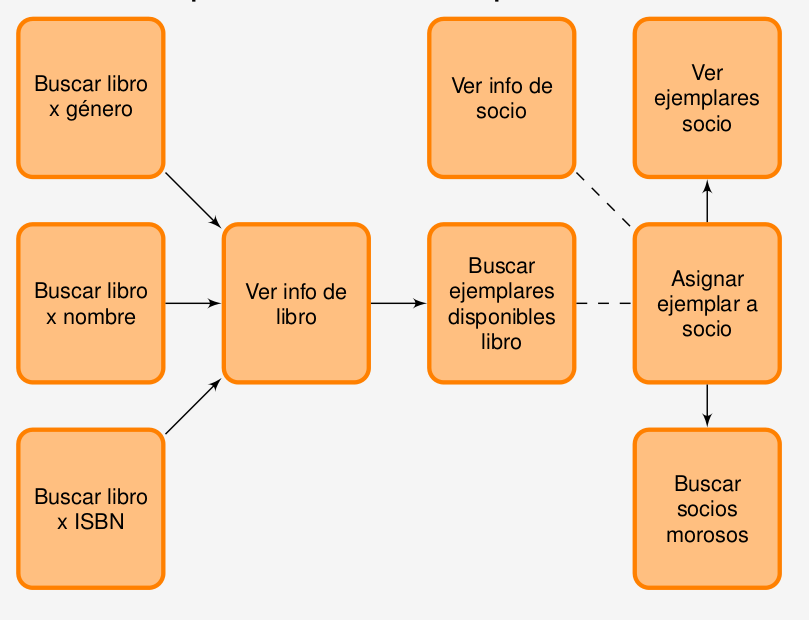 Buscar libro
x género
Ver info de
socio
Ver
ejemplares
socio
Buscar libro
x nombre
Ver info de
libro
Buscar
ejemplares
disponibles
libro
Asignar
ejemplar a
socio
Buscar libro
x ISBN
Buscar
socios
morosos